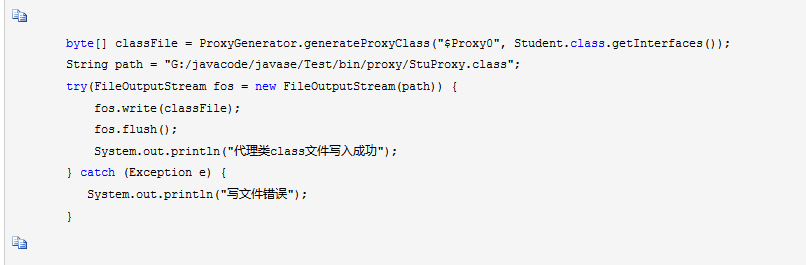 byte[] classFile = ProxyGenerator.generateProxyClass("$Proxy0", Student.class.getInterfaces());
String path = "G:/javacode/javase/Test/bin/proxy/StuProxy.class";
try(FileOutputStream fos = new FileOutputStream(path)) {
fos.write(classFile);
fos.flush();
System.out.println("代理类class文件写入成功");
} catch (Exception e) {
System.out.println("写文件错误");
}